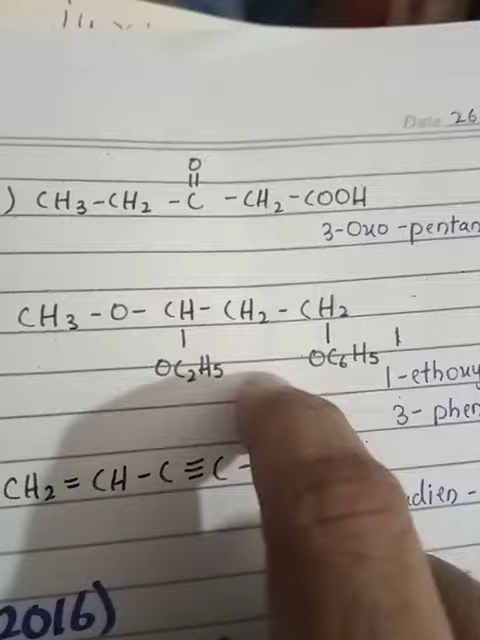 Date 26
O
||
) CH3-CH2 -C -CH2-COOH
3-Oxo-pentan
CH3-O-CH-CH2-CH2
| |
OC2H5 OC6H5
1-ethoxy
3-phen
CH2=CH-C≡C-
dien-
2016)